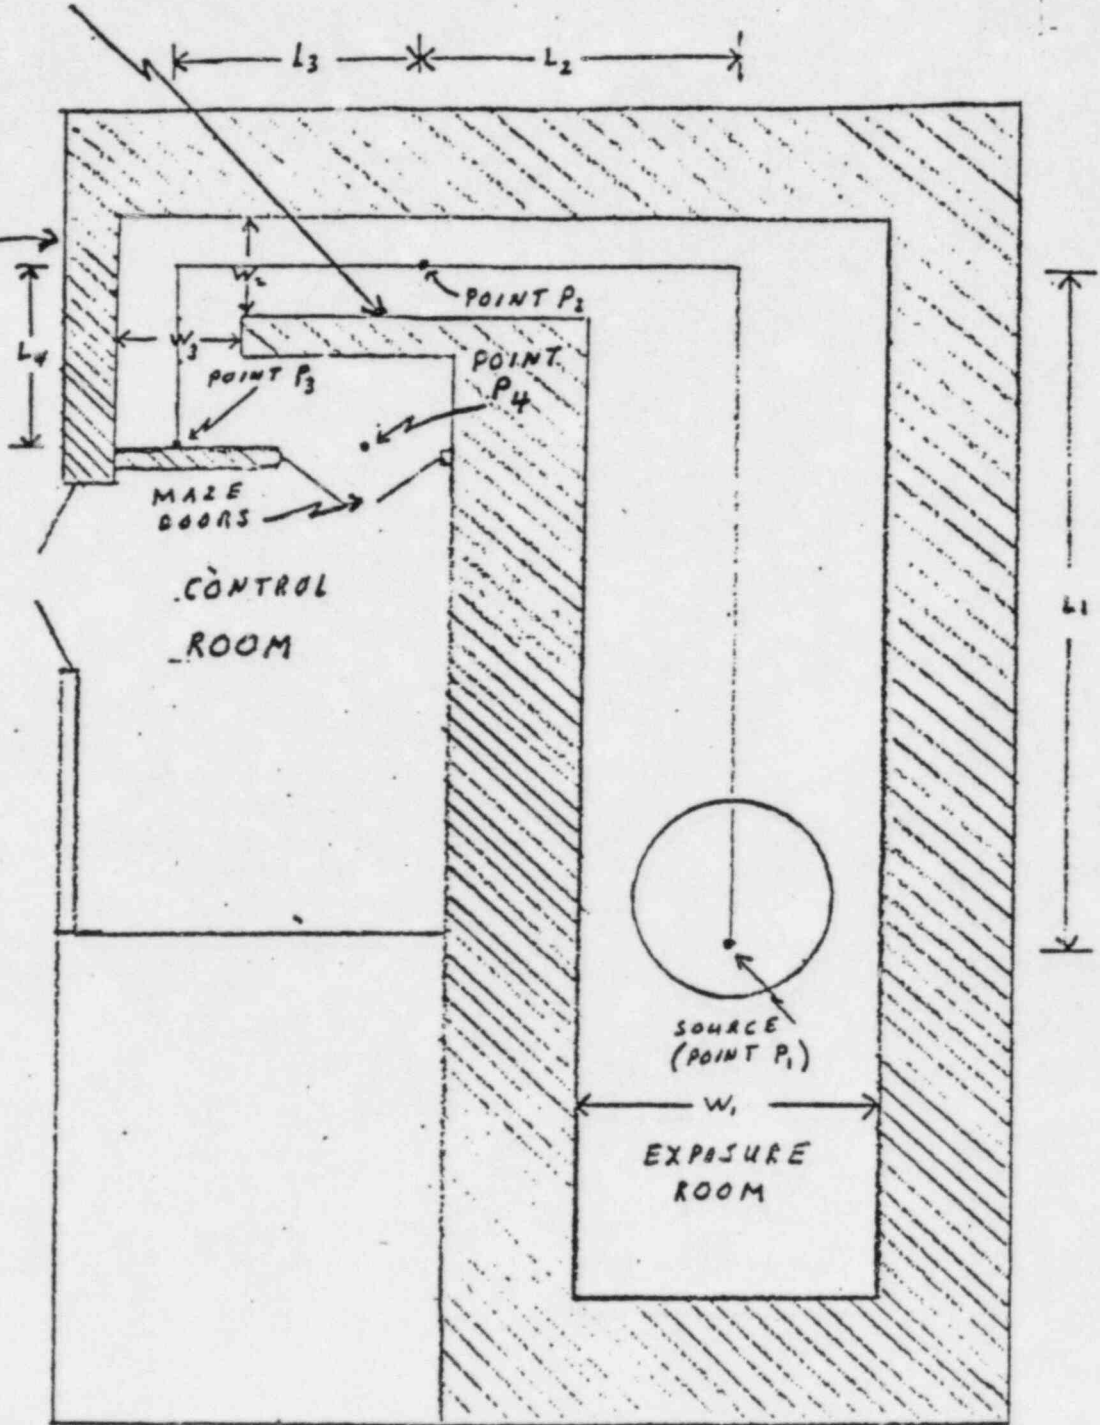 L3
L2
W2
POINT P2
L4
W3
POINT P3
POINT
P4
MAZE
DOORS
CONTROL
ROOM
L1
SOURCE
(POINT P1)
W1
EXPOSURE
ROOM